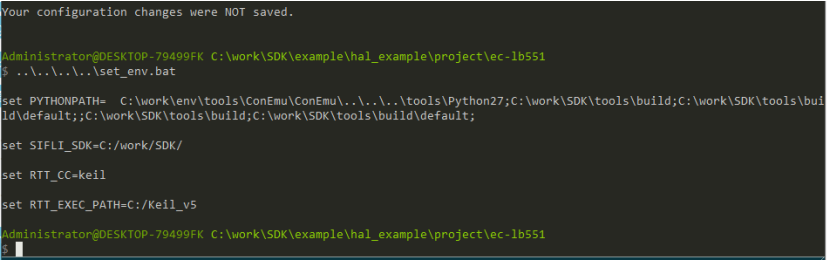 Your configuration changes were NOT saved.
Administrator@DESKTOP-79499FK C:\work\SDK\example\hal_example\project\ec-lb551
$ ..\..\..\..\set_env.bat
set PYTHONPATH=  C:\work\env\tools\ConEmu\ConEmu\..\..\..\tools\Python27;C:\work\SDK\tools\build;C:\work\SDK\tools\bui
ld\default;;C:\work\SDK\tools\build;C:\work\SDK\tools\build\default;
set SIFLI_SDK=C:/work/SDK/
set RTT_CC=keil
set RTT_EXEC_PATH=C:/Keil_v5
Administrator@DESKTOP-79499FK C:\work\SDK\example\hal_example\project\ec-lb551
$